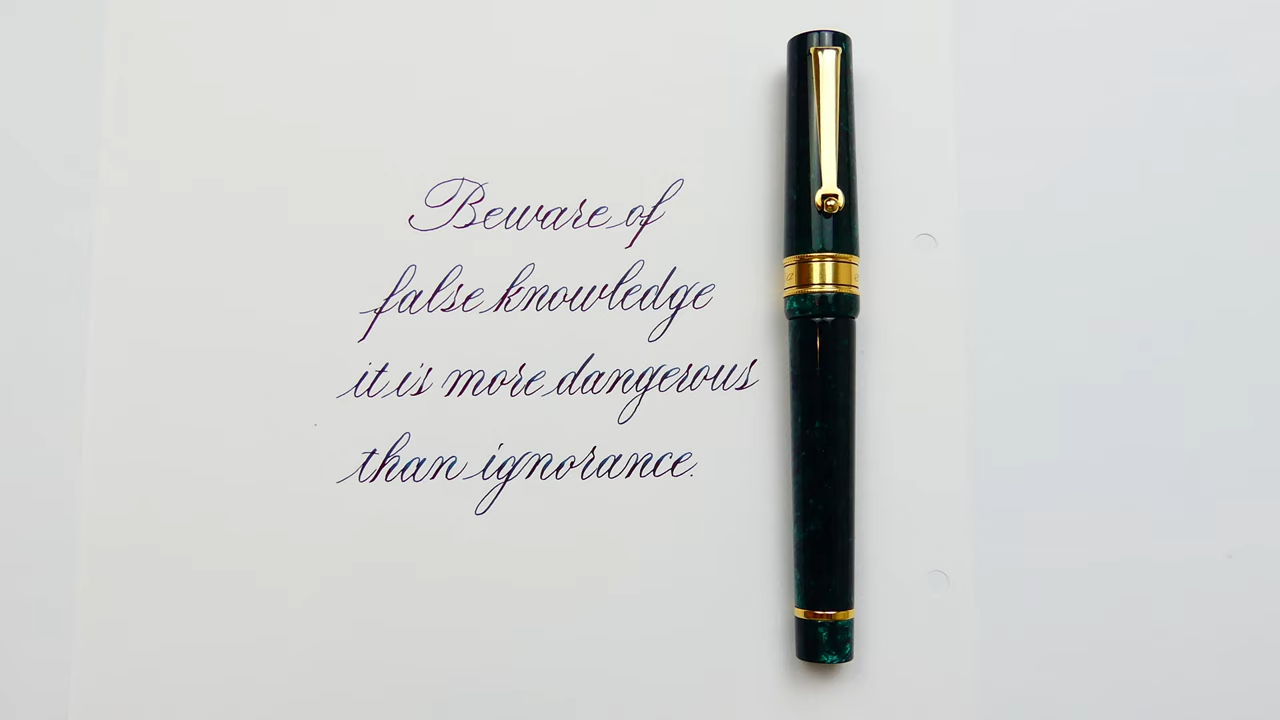 Beware of
false knowledge
it is more dangerous
than ignorance.